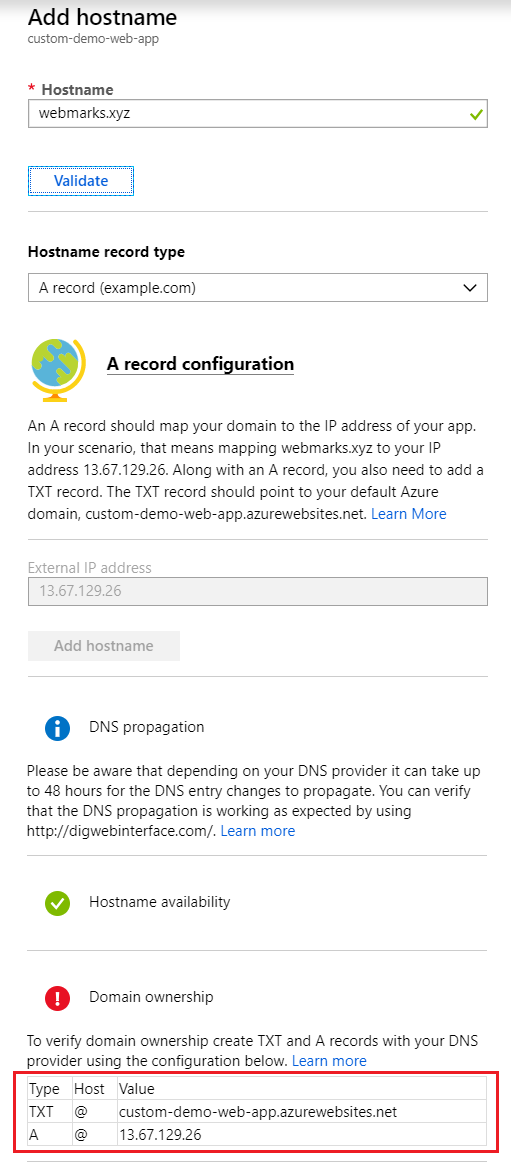 Add hostname
custom-demo-web-app
* Hostname
webmarks.xyz
Validate
Hostname record type
A record (example.com)
A record configuration
An A record should map your domain to the IP address of your app.
In your scenario, that means mapping webmarks.xyz to your IP
address 13.67.129.26. Along with an A record, you also need to add a
TXT record. The TXT record should point to your default Azure
domain, custom-demo-web-app.azurewebsites.net. Learn More
External IP address
13.67.129.26
Add hostname
DNS propagation
Please be aware that depending on your DNS provider it can take up
to 48 hours for the DNS entry changes to propagate. You can verify
that the DNS propagation is working as expected by using
http://digwebinterface.com/. Learn more
Hostname availability
Domain ownership
To verify domain ownership create TXT and A records with your DNS
provider using the configuration below. Learn more
Type Host Value
TXT @ custom-demo-web-app.azurewebsites.net
A @ 13.67.129.26